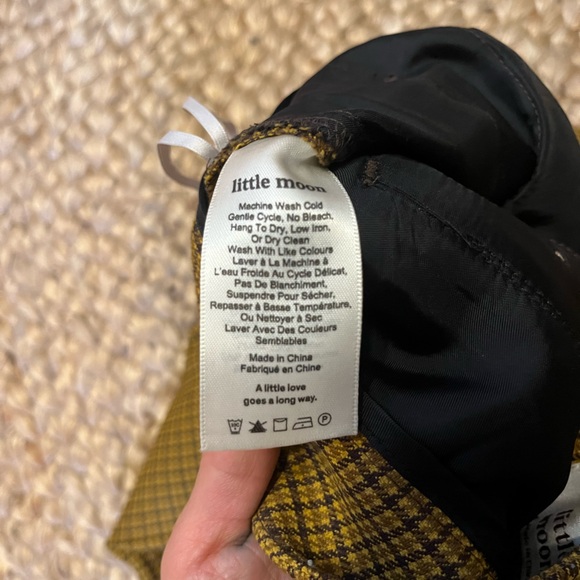 little moon
Machine Wash Cold
Gentle Cycle, No Bleach,
Hang To Dry, Low Iron,
Or Dry Clean
Wash With Like Colours
Laver à La Machine à
L'eau Froide Au Cycle Délicat,
Pas De Blanchiment,
Suspendre Pour Sécher,
Repasser à Basse Température,
Ou Nettoyer à Sec
Laver Avec Des Couleurs
Semblables
Made in China
Fabriqué en Chine
A little love
goes a long way.
P
little
moon